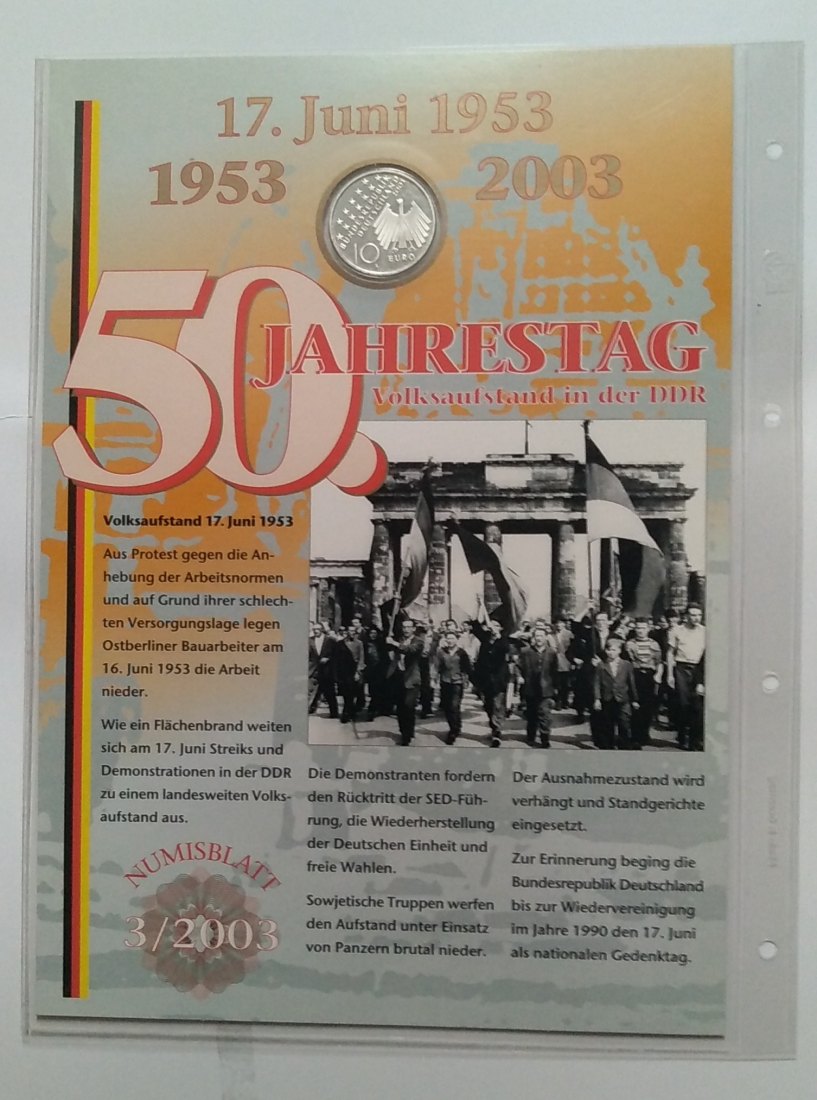 17. Juni 1953
1953
2003
BUNDESREPUBLIK
DEUTSCHLAND
2003
10
EURO
50.
JAHRESTAG
Volksaufstand in der DDR
Volksaufstand 17. Juni 1953
Aus Protest gegen die An-
hebung der Arbeitsnormen
und auf Grund ihrer schlech-
ten Versorgungslage legen
Ostberliner Bauarbeiter am
16. Juni 1953 die Arbeit
nieder.
Wie ein Flächenbrand weiten
sich am 17. Juni Streiks und
Demonstrationen in der DDR
zu einem landesweiten Volks-
aufstand aus.
Die Demonstranten fordern
den Rücktritt der SED-Füh-
rung, die Wiederherstellung
der Deutschen Einheit und
freie Wahlen.
Sowjetische Truppen werfen
den Aufstand unter Einsatz
von Panzern brutal nieder.
Der Ausnahmezustand wird
verhängt und Standgerichte
eingesetzt.
Zur Erinnerung beging die
Bundesrepublik Deutschland
bis zur Wiedervereinigung
im Jahre 1990 den 17. Juni
als nationalen Gedenktag.
NUMISBLATT
3/2003